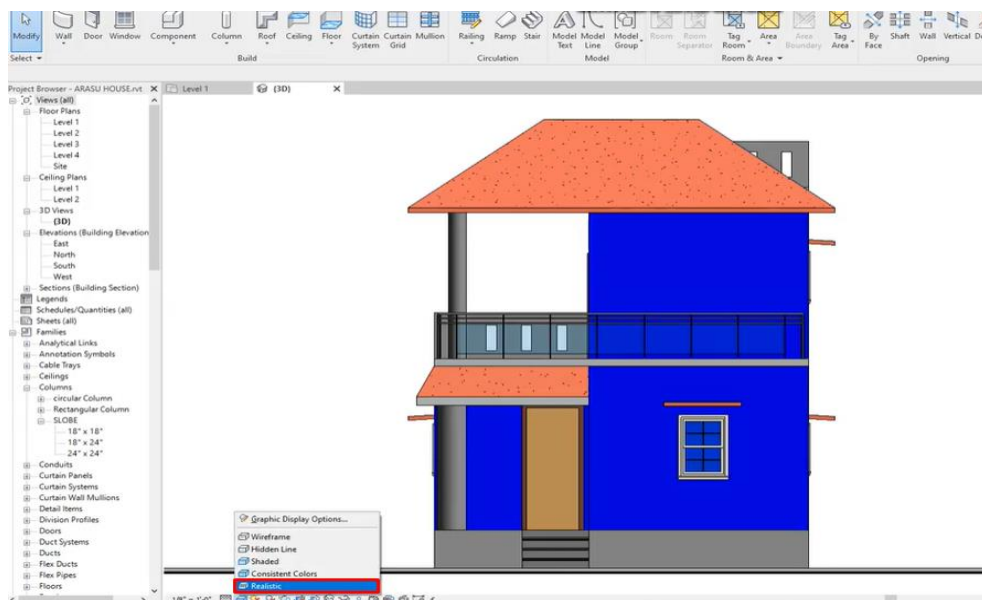 Modify Wall Door Window Component Column Roof Ceiling Floor Curtain System Curtain Grid Mullion Railing Ramp Stair Model Text Model Line Model Group Room Room Separator Tag Room Area Area Boundary Tag Area By Face Shaft Wall Vertical
Select Build Circulation Model Room & Area Opening
Project Browser - ARASU HOUSE.rvt
Level 1
(3D)
Views (all)
Floor Plans
Level 1
Level 2
Level 3
Level 4
Site
Ceiling Plans
Level 1
Level 2
3D Views
(3D)
Elevations (Building Elevation
East
North
South
West
Sections (Building Section)
Legends
Schedules/Quantities (all)
Sheets (all)
Families
Analytical Links
Annotation Symbols
Cable Trays
Ceilings
Columns
circular Column
Rectangular Column
SLOBE
18" x 18"
18" x 24"
24" x 24"
Conduits
Curtain Panels
Curtain Systems
Curtain Wall Mullions
Detail Items
Division Profiles
Doors
Duct Systems
Ducts
Flex Ducts
Flex Pipes
Floors
Graphic Display Options...
Wireframe
Hidden Line
Shaded
Consistent Colors
Realistic